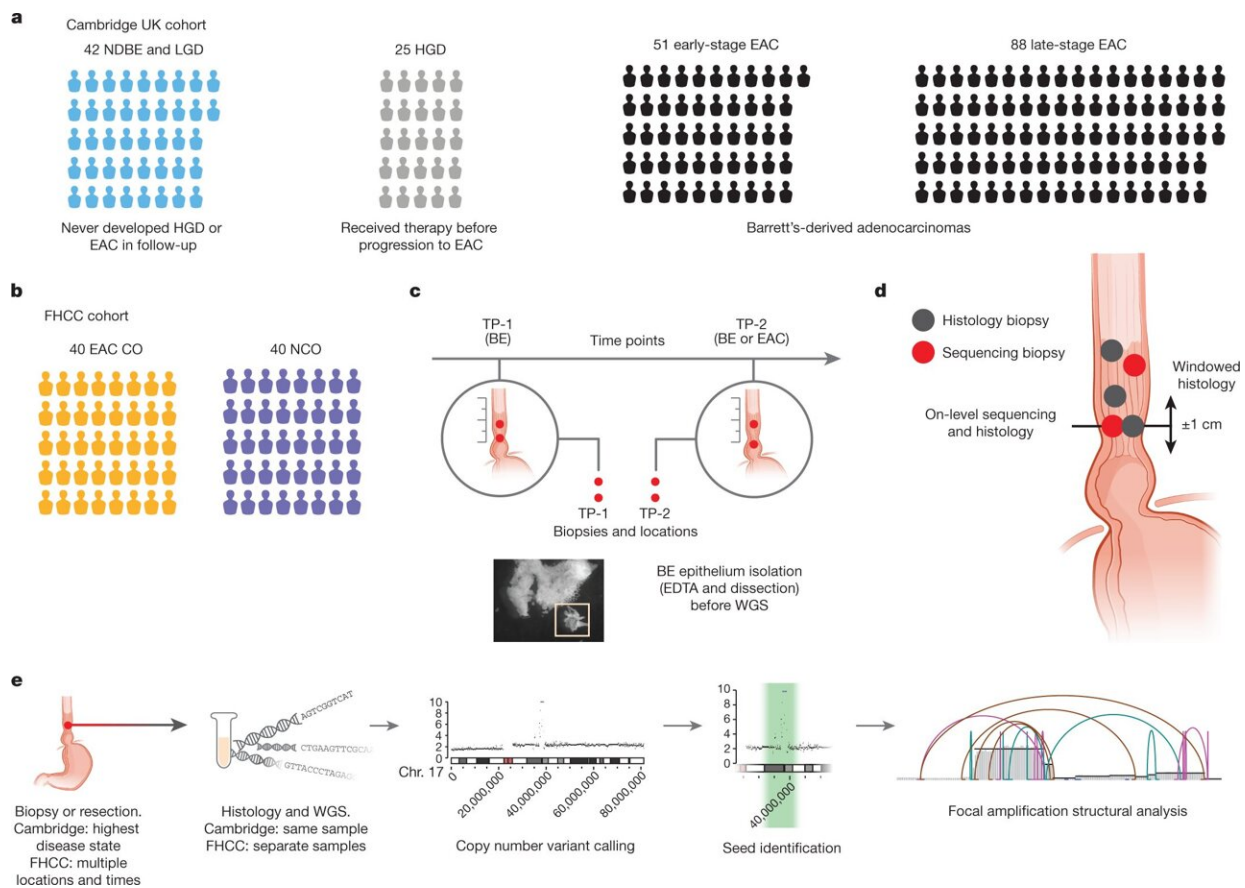 a
Cambridge UK cohort
42 NDBE and LGD
25 HGD
51 early-stage EAC
88 late-stage EAC
Never developed HGD or
EAC in follow-up
Received therapy before
progression to EAC
Barrett's-derived adenocarcinomas
b
FHCC cohort
40 EAC CO
40 NCO
c
TP-1
(BE)
Time points
TP-2
(BE or EAC)
TP-1
TP-2
Biopsies and locations
BE epithelium isolation
(EDTA and dissection)
before WGS
d
Histology biopsy
Sequencing biopsy
Windowed
histology
On-level sequencing
and histology
±1 cm
e
Biopsy or resection.
Cambridge: highest
disease state
FHCC: multiple
locations and times
AGTCGGTCAT
CTGAAGTTCGCA
GTTACCCTAGAG
Histology and WGS.
Cambridge: same sample
FHCC: separate samples
10
8
6
4
2
0
Chr. 17
0
20,000,000
40,000,000
60,000,000
80,000,000
Copy number variant calling
10
8
6
4
2
0
40,000,000
Seed identification
Focal amplification structural analysis